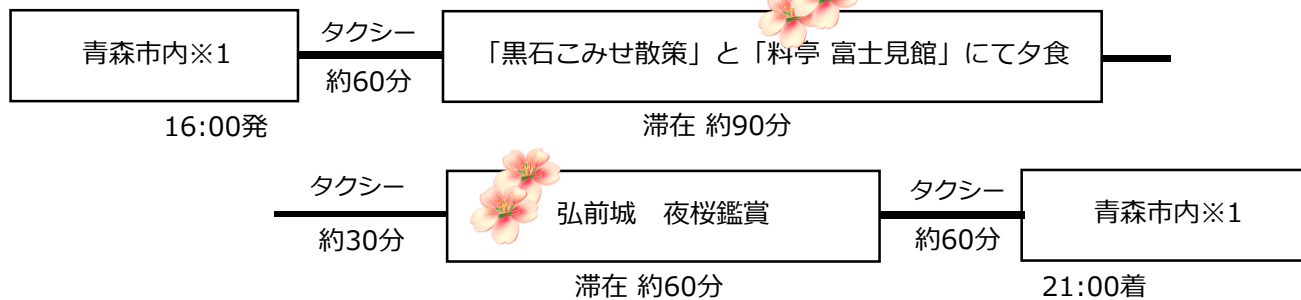 青森市内※1
タクシー
約60分
「黒石こみせ散策」と「料亭 富士見館」にて夕食
16:00発
滞在 約90分
タクシー
約30分
弘前城　夜桜鑑賞
タクシー
約60分
青森市内※1
滞在 約60分
21:00着